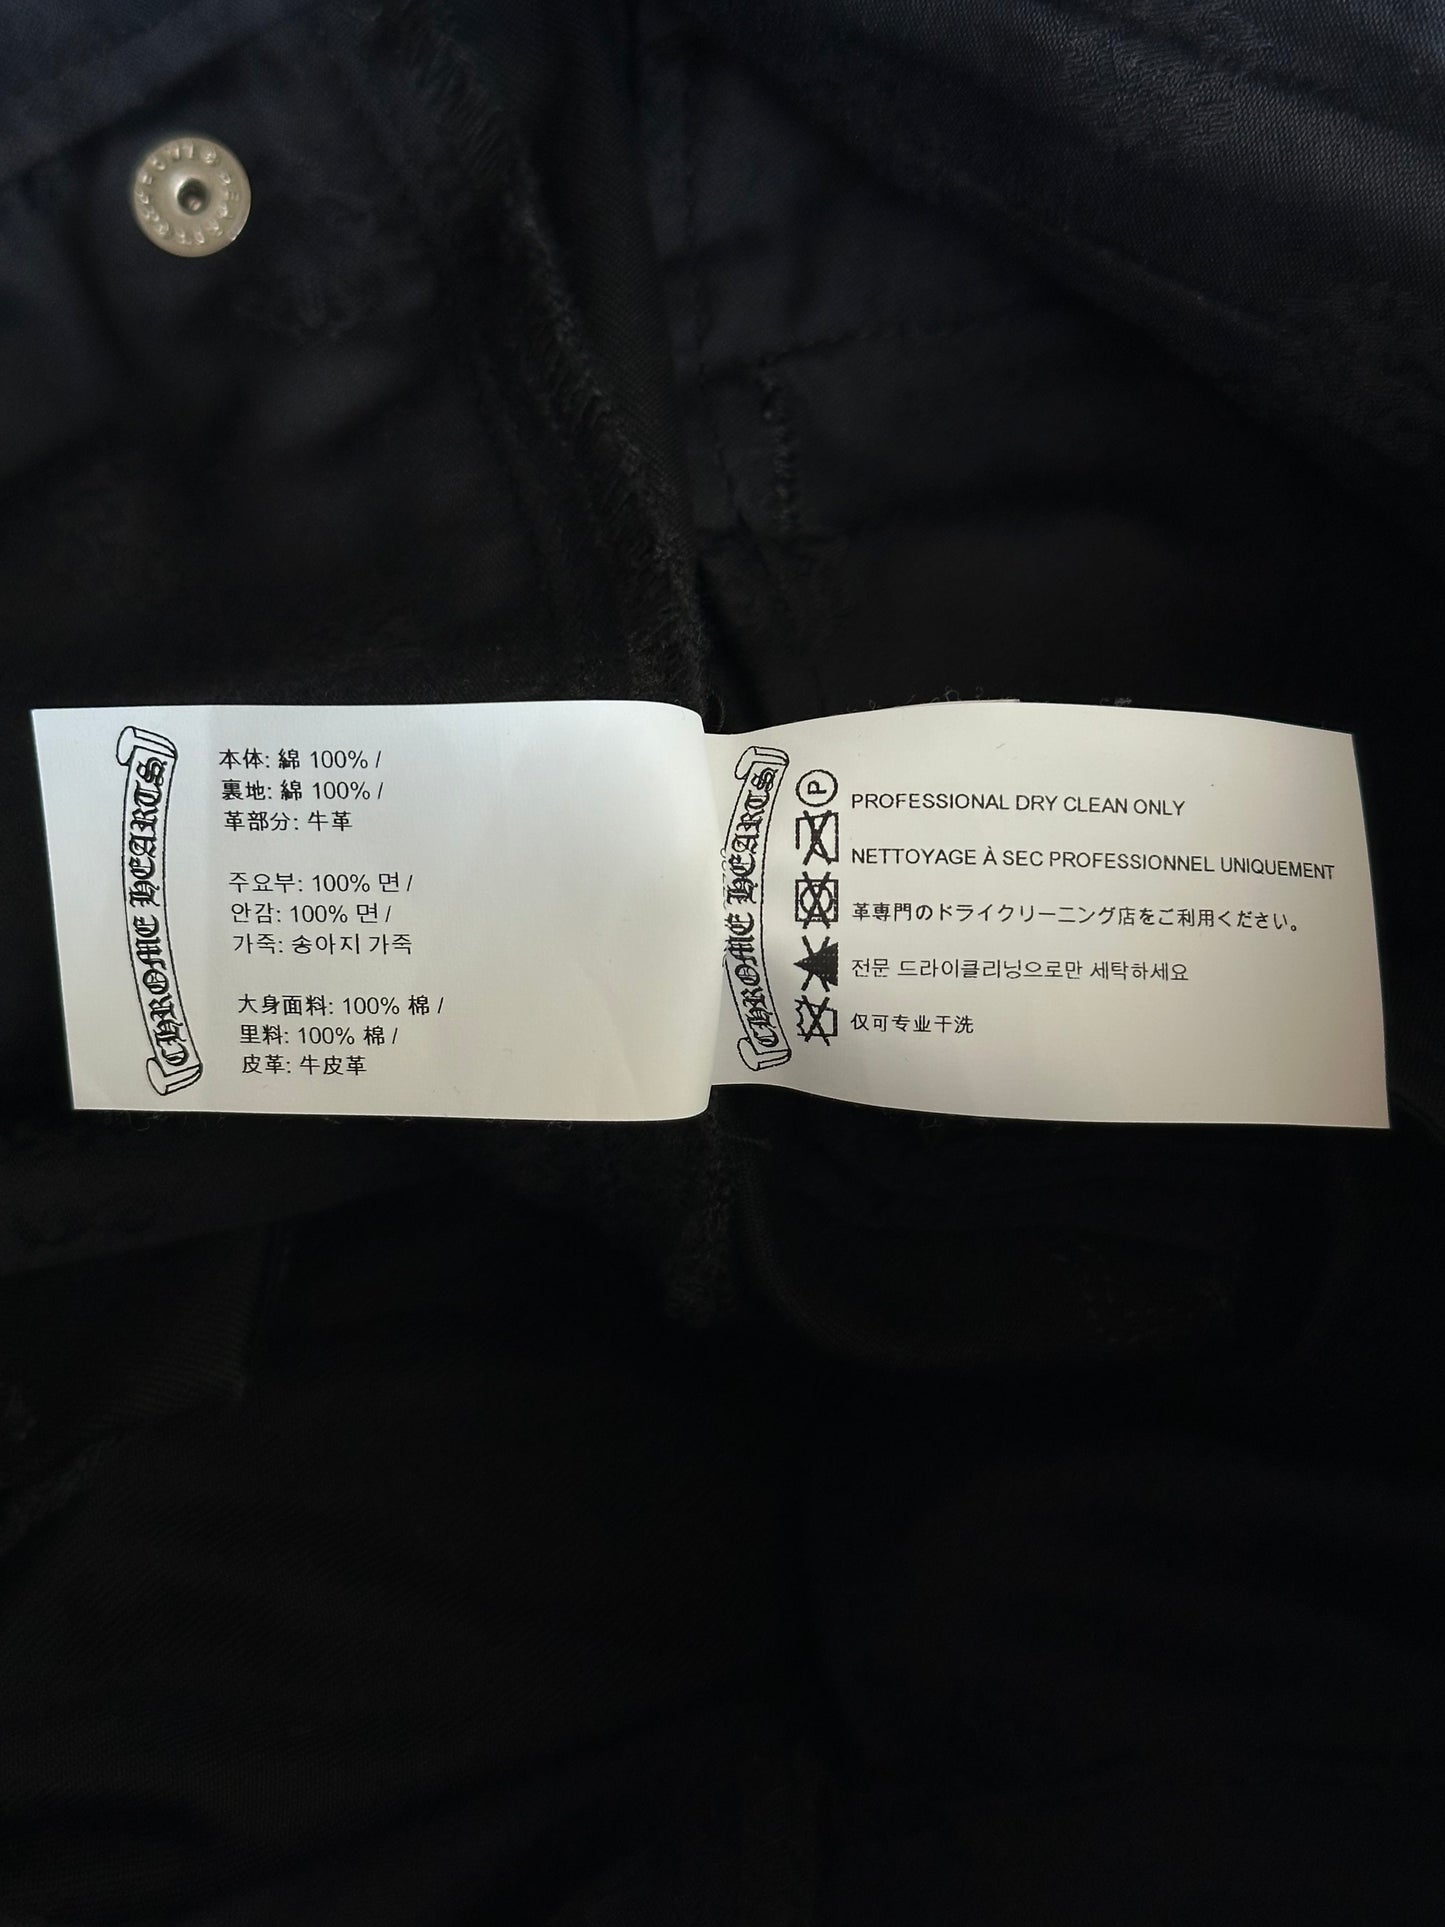 CHROME HEARTS
本体: 綿 100% /
裏地: 綿 100% /
革部分: 牛革
주요부: 100% 면 /
안감: 100% 면 /
가죽: 송아지 가죽
大身面料: 100% 棉 /
里料: 100% 棉 /
皮革: 牛皮革
CHROME HEARTS
P
PROFESSIONAL DRY CLEAN ONLY
NETTOYAGE À SEC PROFESSIONNEL UNIQUEMENT
革専門のドライクリーニング店をご利用ください。
전문 드라이클리닝으로만 세탁하세요
仅可专业干洗